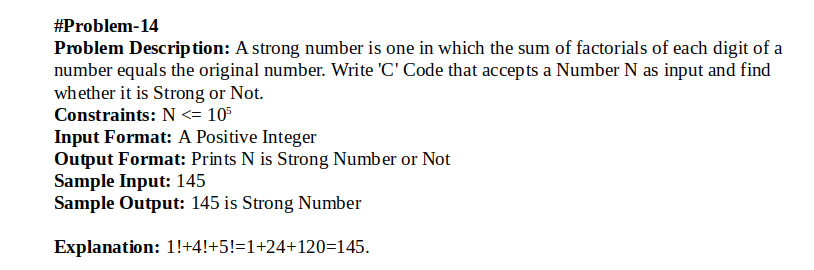 #Problem-14
Problem Description: A strong number is one in which the sum of factorials of each digit of a
number equals the original number. Write 'C' Code that accepts a Number N as input and find
whether it is Strong or Not.
Constraints: N <= 10⁵
Input Format: A Positive Integer
Output Format: Prints N is Strong Number or Not
Sample Input: 145
Sample Output: 145 is Strong Number
Explanation: 1!+4!+5!=1+24+120=145.